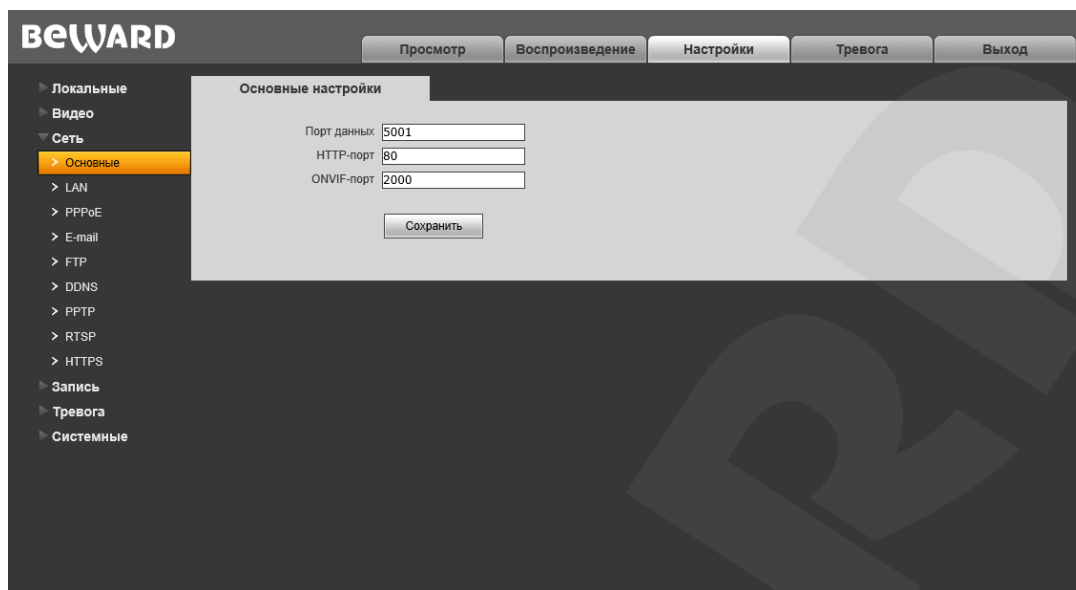 BEWARD
Просмотр
Воспроизведение
Настройки
Тревога
Выход
Локальные
Видео
Сеть
Основные
LAN
PPPoE
E-mail
FTP
DDNS
PPTP
RTSP
HTTPS
Запись
Тревога
Системные
Основные настройки
Порт данных 5001
HTTP-порт 80
ONVIF-порт 2000
Сохранить